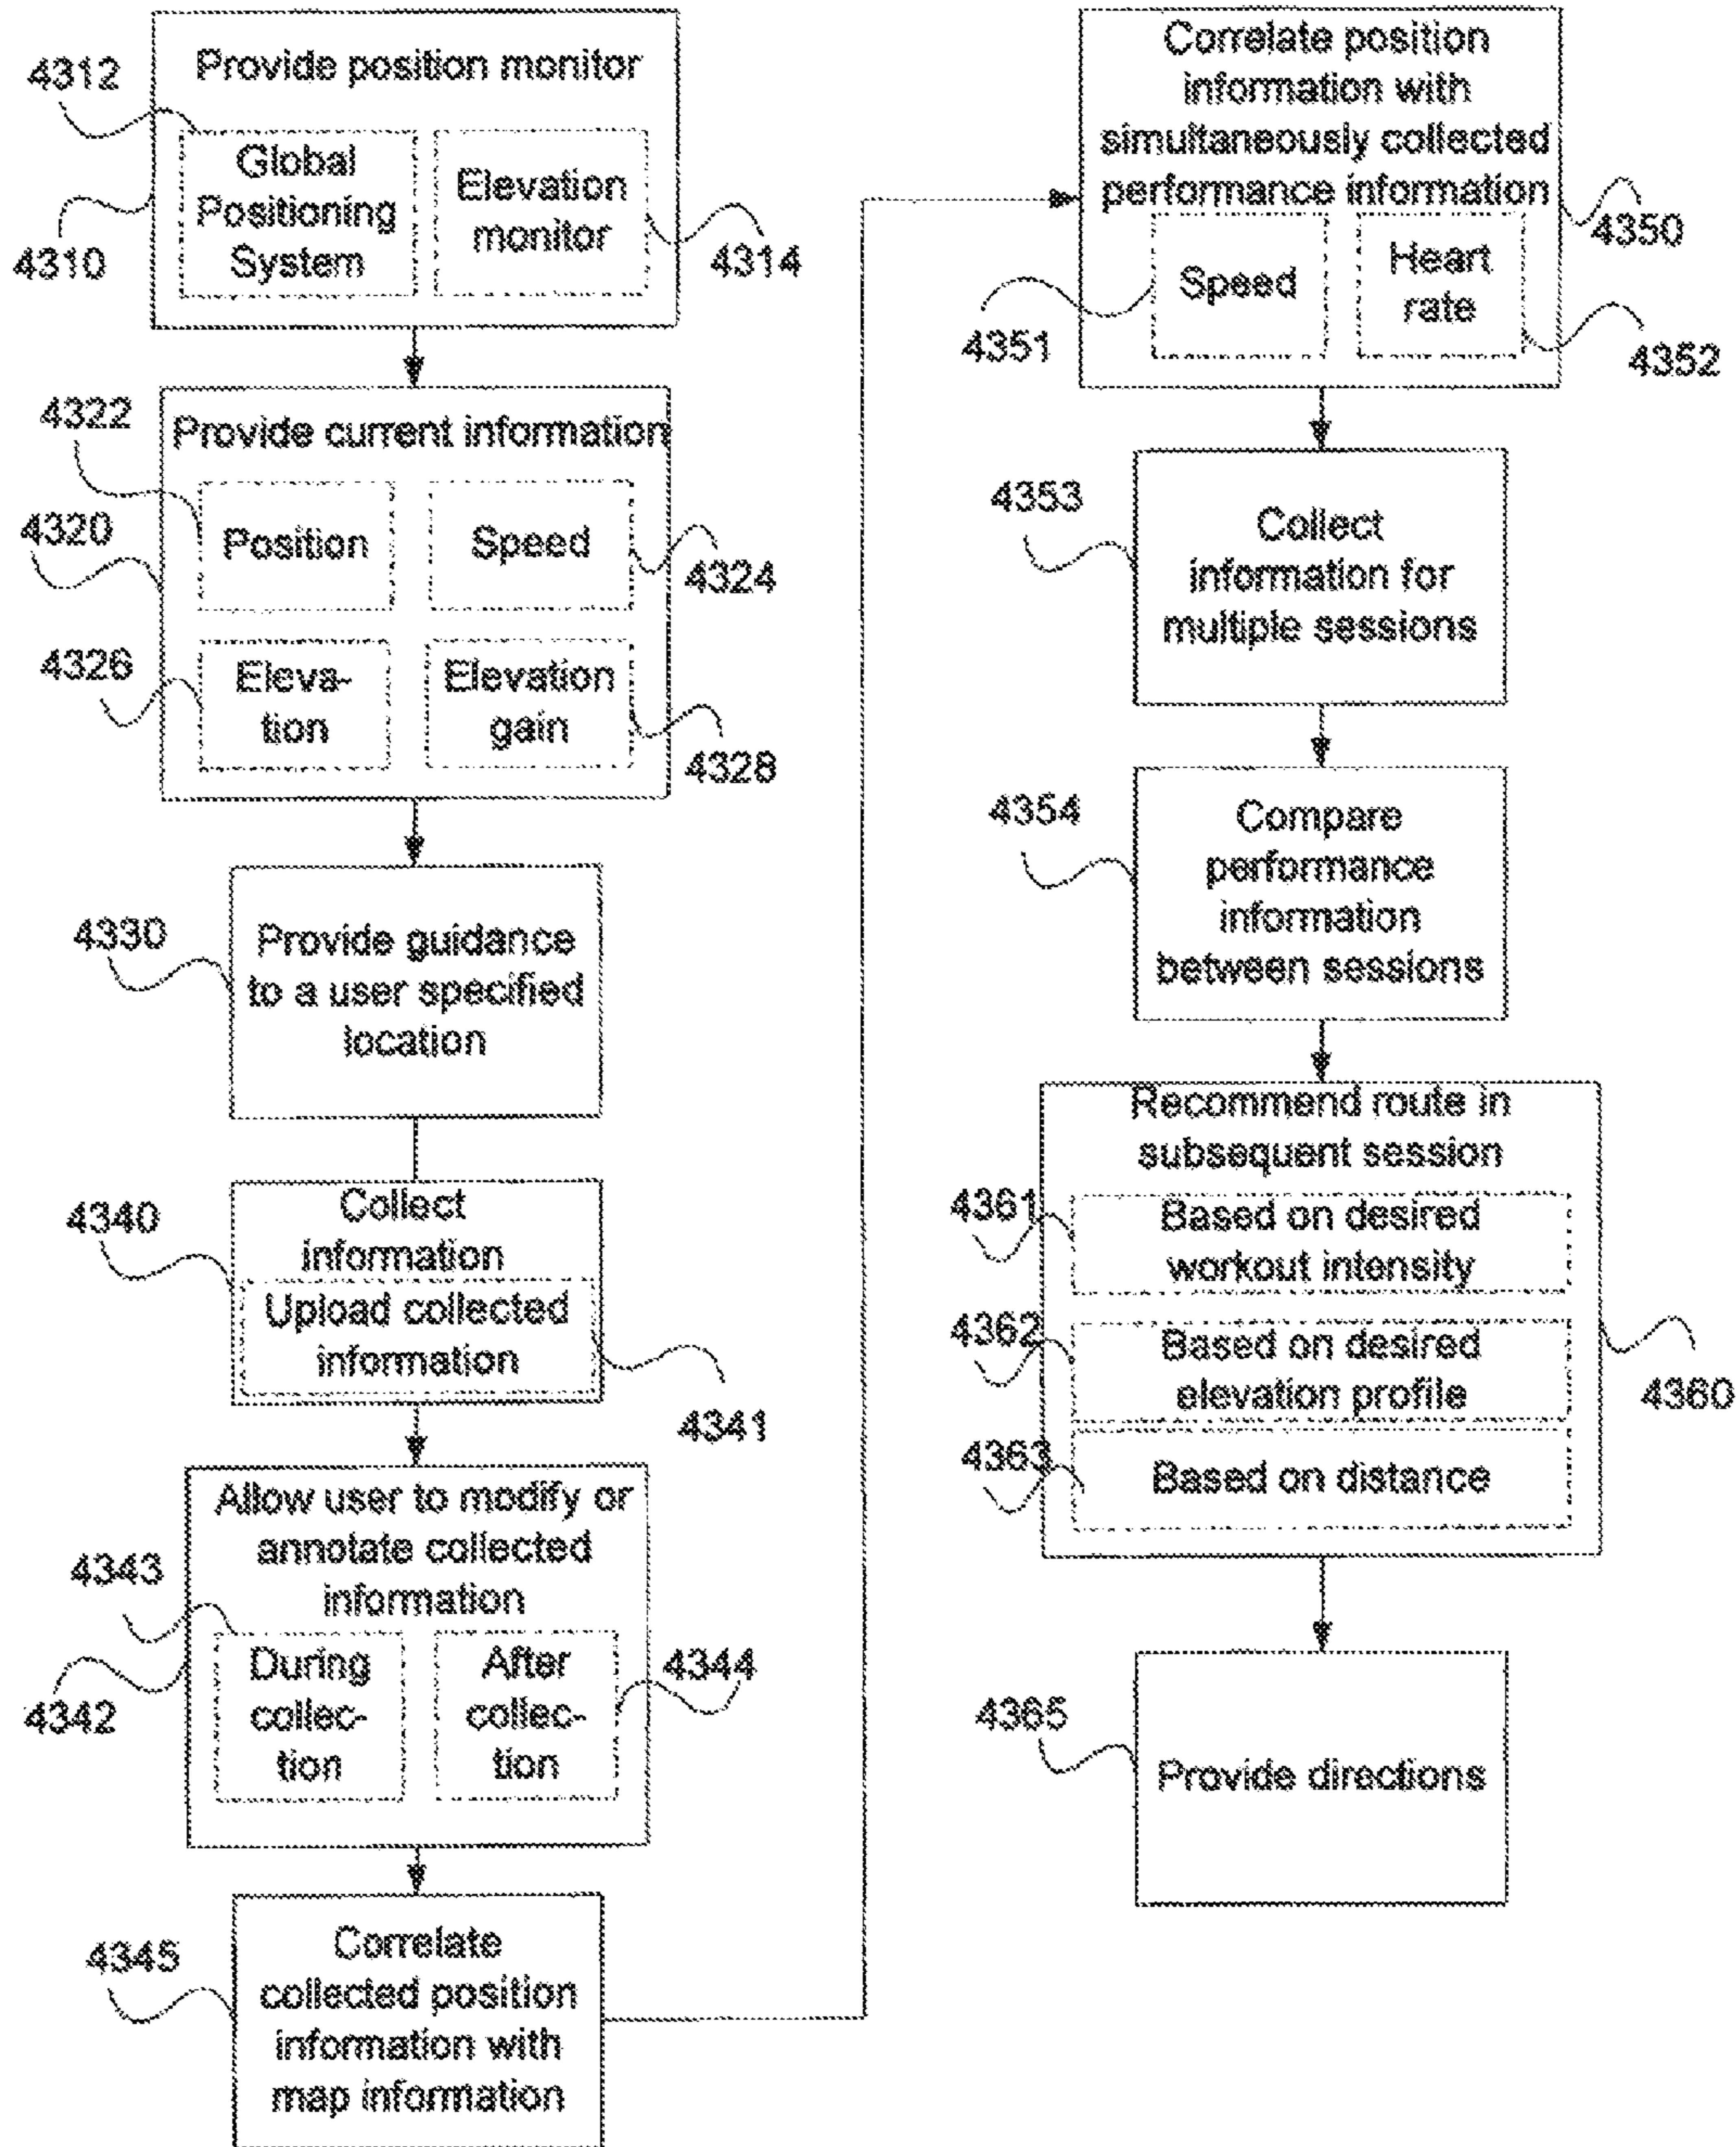 Provide position monitor
4312
Global
Positioning
System
Elevation
monitor
4310
4314
4322
Provide current information
4320
Position
Speed
4324
4326
Eleva-
tion
Elevation
gain
4328
4330
Provide guidance
to a user specified
location
4340
Collect
information
Upload collected
information
4341
Allow user to modify or
annotate collected
information
4343
During
collec-
tion
After
collec-
tion
4344
4342
4345
Correlate
collected position
information with
map information
Correlate position
information with
simultaneously collected
performance information
4350
Speed
Heart
rate
4351
4352
4353
Collect
information for
multiple sessions
4354
Compare
performance
information
between sessions
Recommend route in
subsequent session
4361
Based on desired
workout intensity
4362
Based on desired
elevation profile
4360
4363
Based on distance
4365
Provide directions